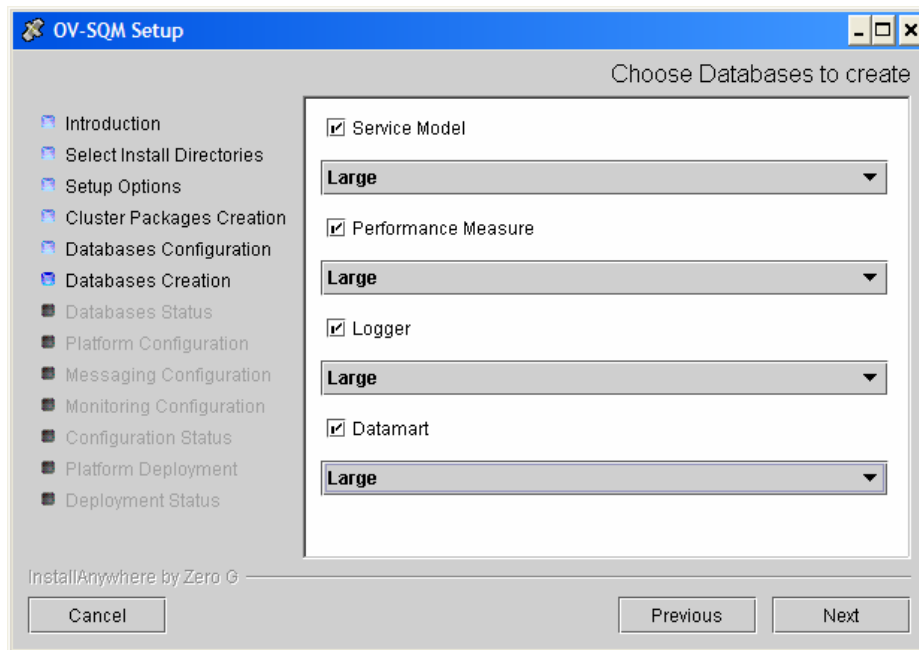 OV-SQM Setup
Choose Databases to create
Introduction
Select Install Directories
Setup Options
Cluster Packages Creation
Databases Configuration
Databases Creation
Databases Status
Platform Configuration
Messaging Configuration
Monitoring Configuration
Configuration Status
Platform Deployment
Deployment Status
Service Model
Large
Performance Measure
Large
Logger
Large
Datamart
Large
InstallAnywhere by Zero G
Cancel
Previous
Next